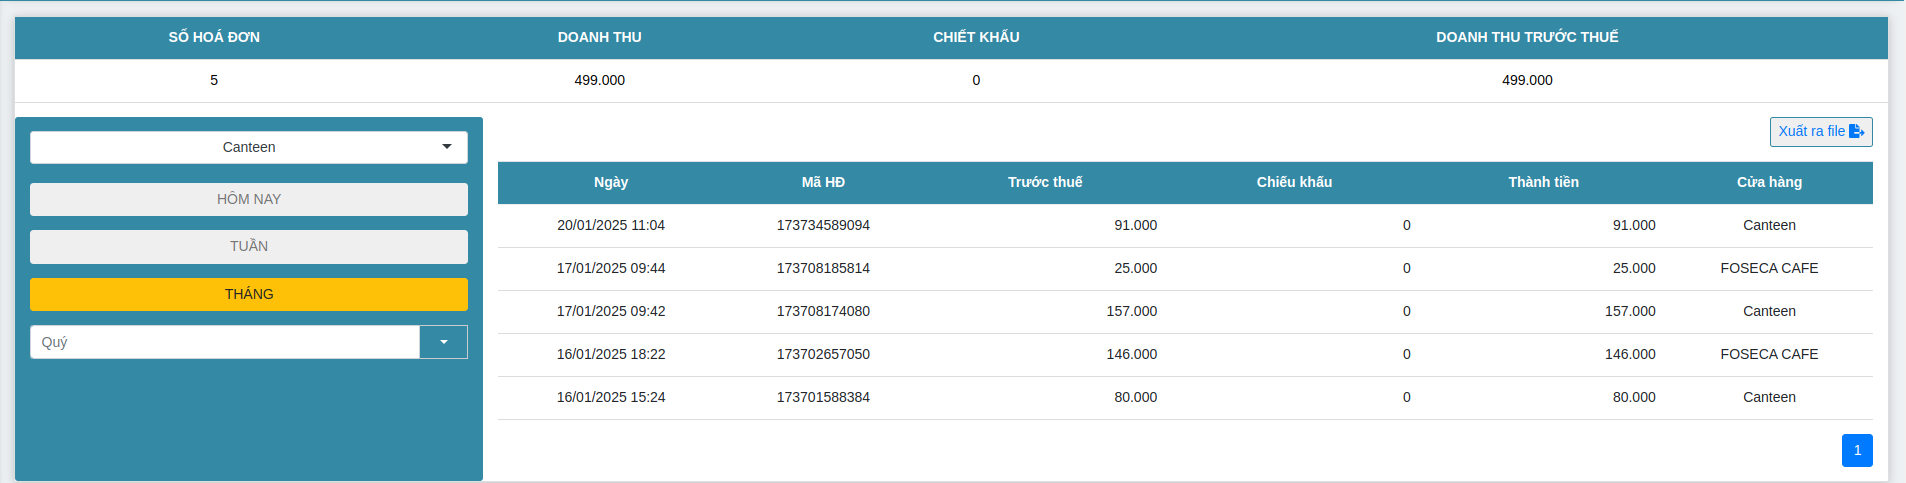 SỐ HOÁ ĐƠN DOANH THU CHIẾT KHẤU DOANH THU TRƯỚC THUẾ
5 499.000 0 499.000
Canteen
HÔM NAY
TUẦN
THÁNG
Quý
Xuất ra file
Ngày Mã HĐ Trước thuế Chiếu khấu Thành tiền Cửa hàng
20/01/2025 11:04 173734589094 91.000 0 91.000 Canteen
17/01/2025 09:44 173708185814 25.000 0 25.000 FOSECA CAFE
17/01/2025 09:42 173708174080 157.000 0 157.000 Canteen
16/01/2025 18:22 173702657050 146.000 0 146.000 FOSECA CAFE
16/01/2025 15:24 173701588384 80.000 0 80.000 Canteen
1